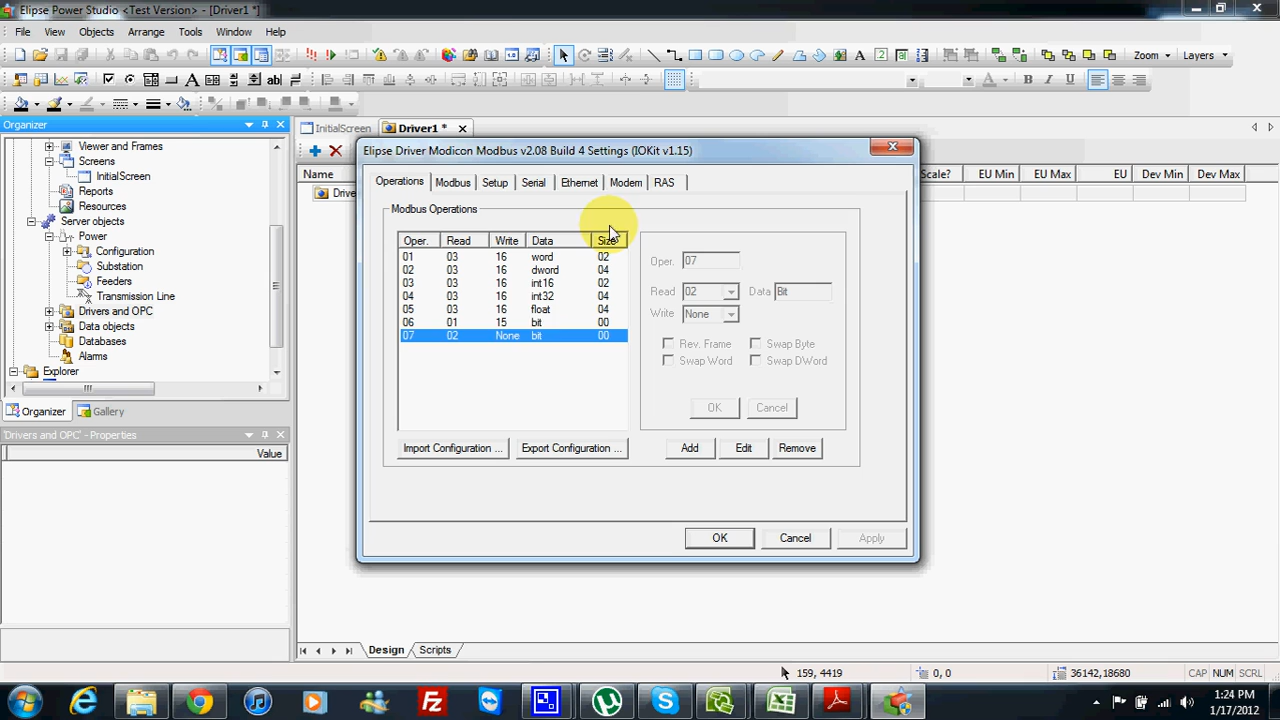 Elipse Power Studio <Test Version> - [Driver1 *]
File View Objects Arrange Tools Window Help
Zoom Layers
Organizer
Viewer and Frames
Screens
InitialScreen
Reports
Resources
Server objects
Power
Configuration
Substation
Feeders
Transmission Line
Drivers and OPC
Data objects
Databases
Alarms
Explorer
Organizer Gallery
'Drivers and OPC' - Properties
Value
InitialScreen Driver1 *
Name Scale? EU Min EU Max EU Dev Min Dev Max
Drive
Elipse Driver Modicon Modbus v2.08 Build 4 Settings (IOKit v1.15)
Operations Modbus Setup Serial Ethernet Modem RAS
Modbus Operations
Oper. Read Write Data Size
01 03 16 word 02
02 03 16 dword 04
03 03 16 int16 02
04 03 16 int32 04
05 03 16 float 04
06 01 15 bit 00
07 02 None bit 00
Oper. 07
Read 02 Data Bit
Write None
Rev. Frame Swap Byte
Swap Word Swap DWord
OK Cancel
Import Configuration ... Export Configuration ... Add Edit Remove
OK Cancel Apply
Design Scripts
159, 4419 0, 0 36142,18680 CAP NUM SCRL
1:24 PM
1/17/2012